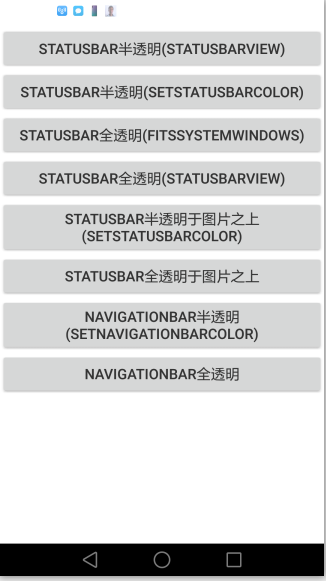 STATUSBAR半透明(STATUSBARVIEW)
STATUSBAR半透明(SETSTATUSBARCOLOR)
STATUSBAR全透明(FITSSYSTEMWINDOWS)
STATUSBAR全透明(STATUSBARVIEW)
STATUSBAR半透明于图片之上
(SETSTATUSBARCOLOR)
STATUSBAR全透明于图片之上
NAVIGATIONBAR半透明
(SETNAVIGATIONBARCOLOR)
NAVIGATIONBAR全透明